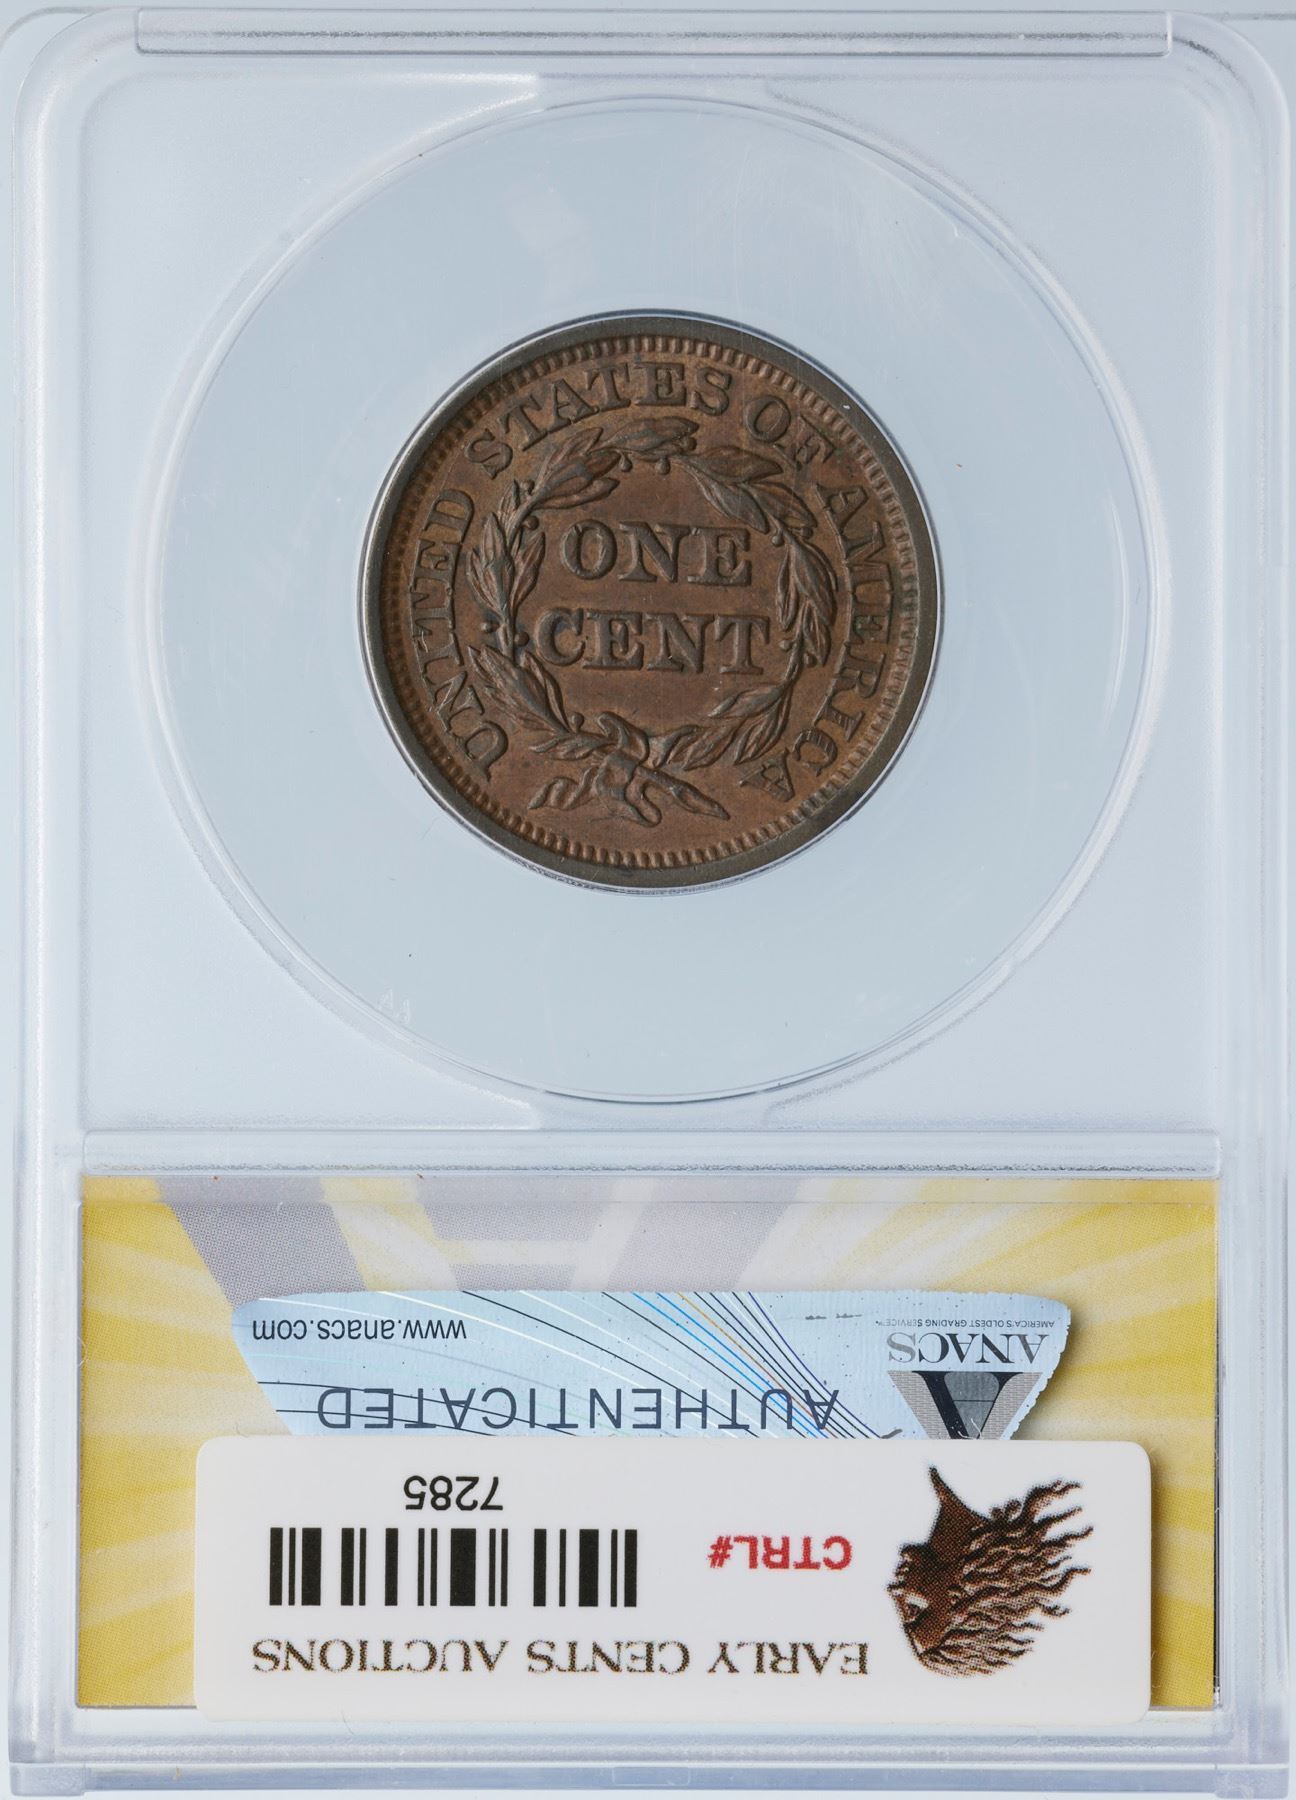 UNITED STATES OF AMERICA
ONE
CENT
EARLY CENTS AUCTIONS
CTRL#
7285
AUTHENTICATED
ANACS
AMERICA'S OLDEST GRADING SERVICE™
www.anacs.com